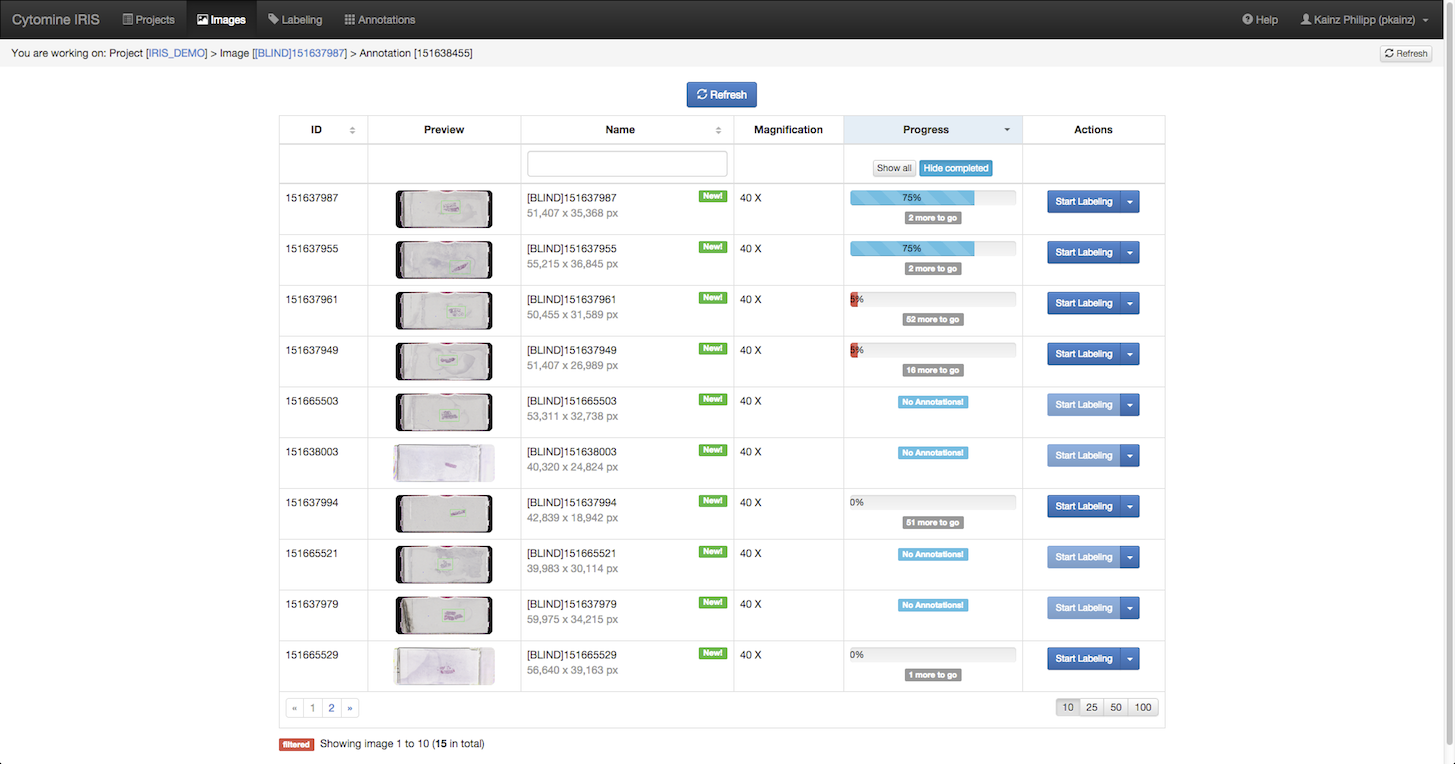 Cytomine IRIS Projects Images Labeling Annotations Help Kainz Philipp (pkainz)
You are working on: Project [IRIS_DEMO] > Image [[BLIND]151637987] > Annotation [151638455] Refresh
Refresh
ID Preview Name Magnification Progress Actions
Show all Hide completed
151637987 [BLIND]151637987 New! 40 X 75% Start Labeling
51,407 x 35,368 px 2 more to go
151637955 [BLIND]151637955 New! 40 X 75% Start Labeling
55,215 x 36,845 px 2 more to go
151637961 [BLIND]151637961 New! 40 X 5% Start Labeling
50,455 x 31,589 px 52 more to go
151637949 [BLIND]151637949 New! 40 X 5% Start Labeling
51,407 x 26,989 px 16 more to go
151665503 [BLIND]151665503 New! 40 X No Annotations! Start Labeling
53,311 x 32,738 px
151638003 [BLIND]151638003 New! 40 X No Annotations! Start Labeling
40,320 x 24,824 px
151637994 [BLIND]151637994 New! 40 X 0% Start Labeling
42,839 x 18,942 px 51 more to go
151665521 [BLIND]151665521 New! 40 X No Annotations! Start Labeling
39,983 x 30,114 px
151637979 [BLIND]151637979 New! 40 X No Annotations! Start Labeling
59,975 x 34,215 px
151665529 [BLIND]151665529 New! 40 X 0% Start Labeling
56,640 x 39,163 px 1 more to go
« 1 2 » 10 25 50 100
filtered Showing image 1 to 10 (15 in total)